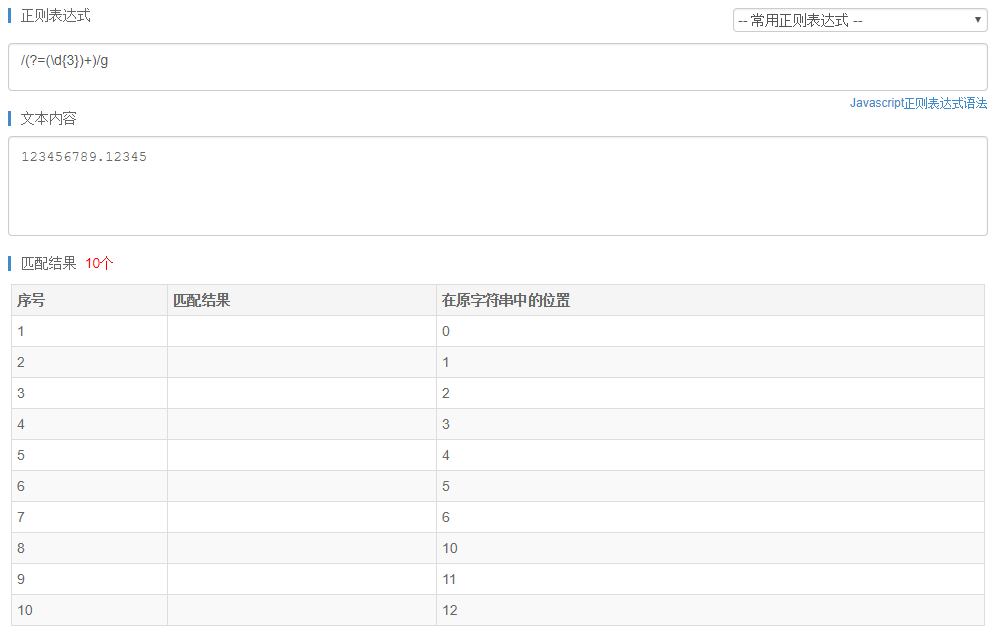 正则表达式
-- 常用正则表达式 --
/(?=(\d{3})+)/g
Javascript正则表达式语法
文本内容
123456789.12345
匹配结果 10个
序号 匹配结果 在原字符串中的位置
1 0
2 1
3 2
4 3
5 4
6 5
7 6
8 10
9 11
10 12